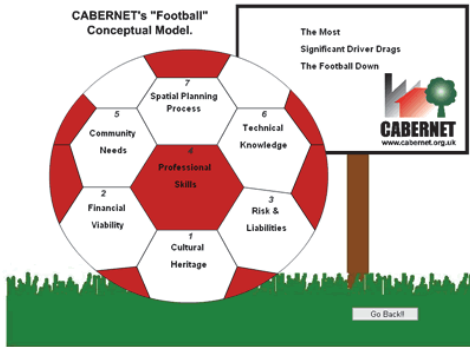 CABERNET's "Football"
Conceptual Model.
The Most
Significant Driver Drags
The Football Down
CABERNET
www.cabernet.org.uk
7
Spatial Planning
Process
5
Community
Needs
6
Technical
Knowledge
4
Professional
Skills
2
Financial
Viability
3
Risk &
Liabilities
1
Cultural
Heritage
Go Back!!